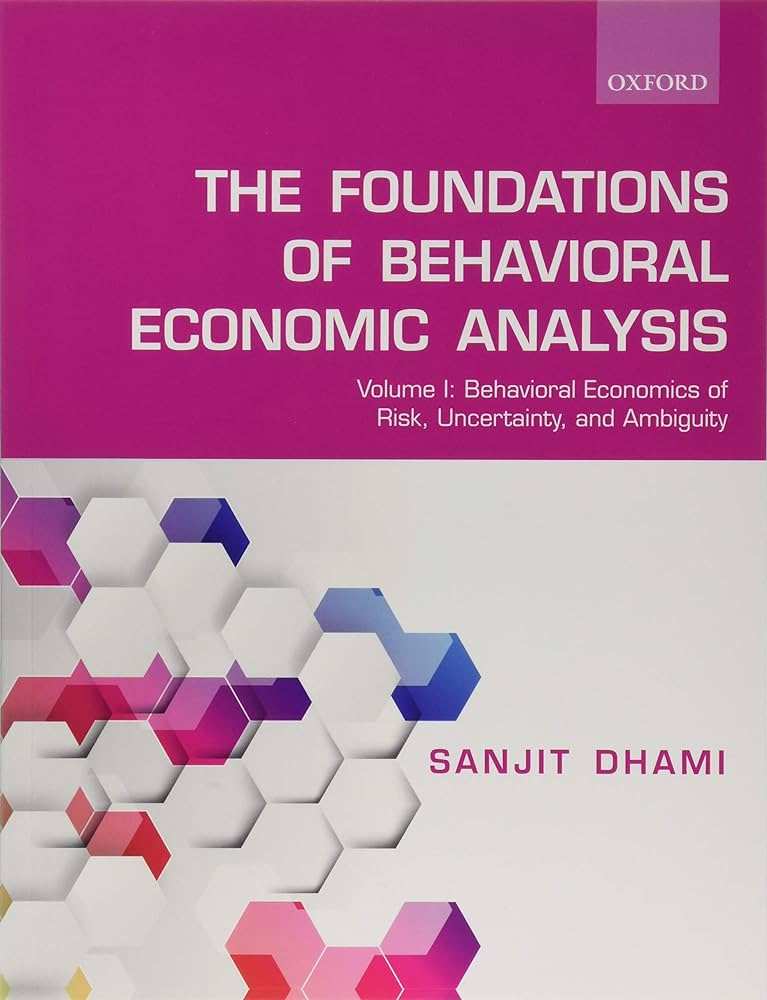 OXFORD
THE FOUNDATIONS
OF BEHAVIORAL
ECONOMIC ANALYSIS
Volume I: Behavioral Economics of
Risk, Uncertainty, and Ambiguity
SANJIT DHAMI